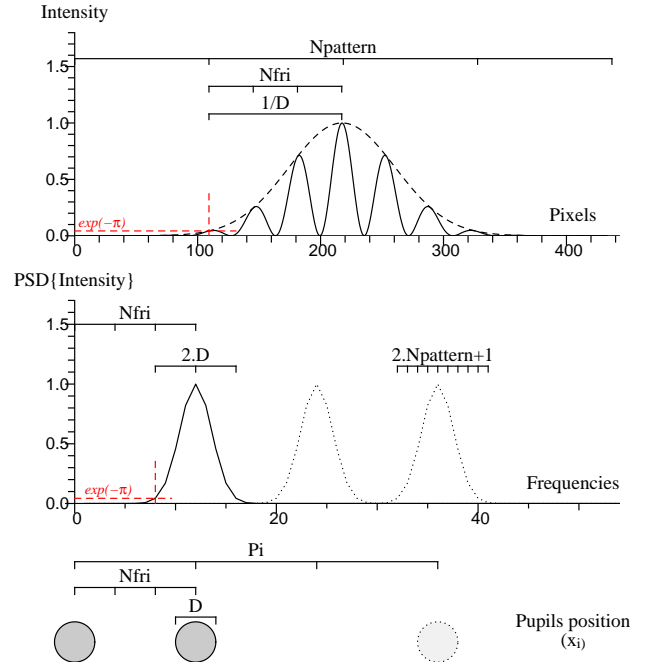 Intensity
Npattern
1.5
Nfri
1/D
1.0
0.5
exp(−π)
Pixels
0.0
0 100 200 300 400
PSD{Intensity}
Nfri
1.5
2.D 2.Npattern+1
1.0
0.5
exp(−π)
Frequencies
0.0
0 20 40
Pi
Nfri
D
Pupils position
(xi)